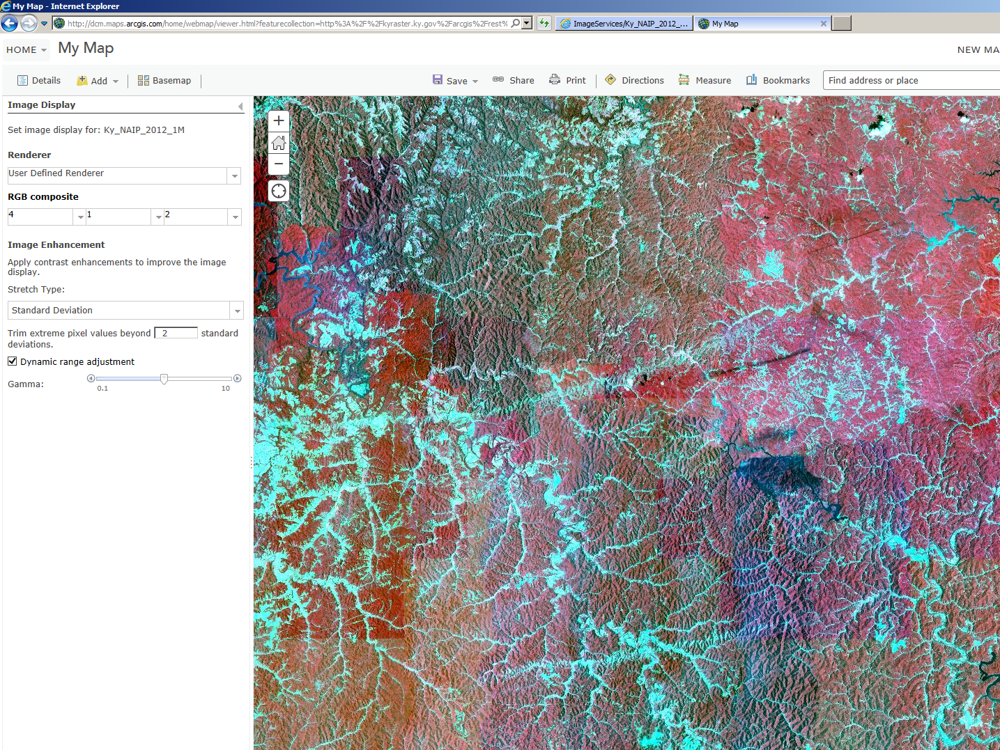 My Map - Internet Explorer
http://dcm.maps.arcgis.com/home/webmap/viewer.html?featurecollection=http%3A%2F%2Fkyraster.ky.gov%2Farcgis%2Frest%
ImageServices/Ky_NAIP_2012_...
My Map
HOME
My Map
NEW MA
Details
Add
Basemap
Save
Share
Print
Directions
Measure
Bookmarks
Find address or place
Image Display
Set image display for: Ky_NAIP_2012_1M
Renderer
User Defined Renderer
RGB composite
4
1
2
Image Enhancement
Apply contrast enhancements to improve the image
display.
Stretch Type:
Standard Deviation
Trim extreme pixel values beyond 2 standard
deviations.
Dynamic range adjustment
Gamma:
0.1
10